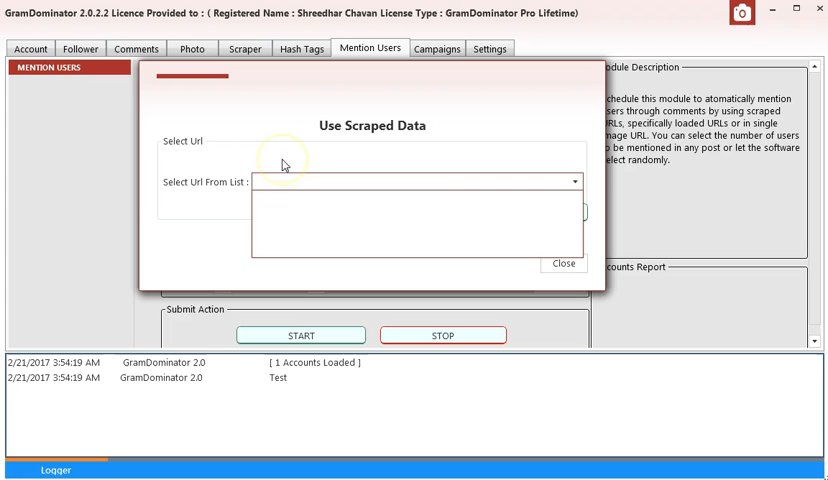 GramDominator 2.0.2.2 Licence Provided to : ( Registered Name : Shreedhar Chavan License Type : GramDominator Pro Lifetime)
Account Follower Comments Photo Scraper Hash Tags Mention Users Campaigns Settings
MENTION USERS
odule Description
chedule this module to atomatically mention
sers through comments by using scraped
RLs, specifically loaded URLs or in single
mage URL. You can select the number of users
o be mentioned in any post or let the software
elect randomly.
Use Scraped Data
Select Url
Select Url From List :
Close
ccounts Report
Submit Action
START STOP
2/21/2017 3:54:19 AM GramDominator 2.0 [ 1 Accounts Loaded ]
2/21/2017 3:54:19 AM GramDominator 2.0 Test
Logger